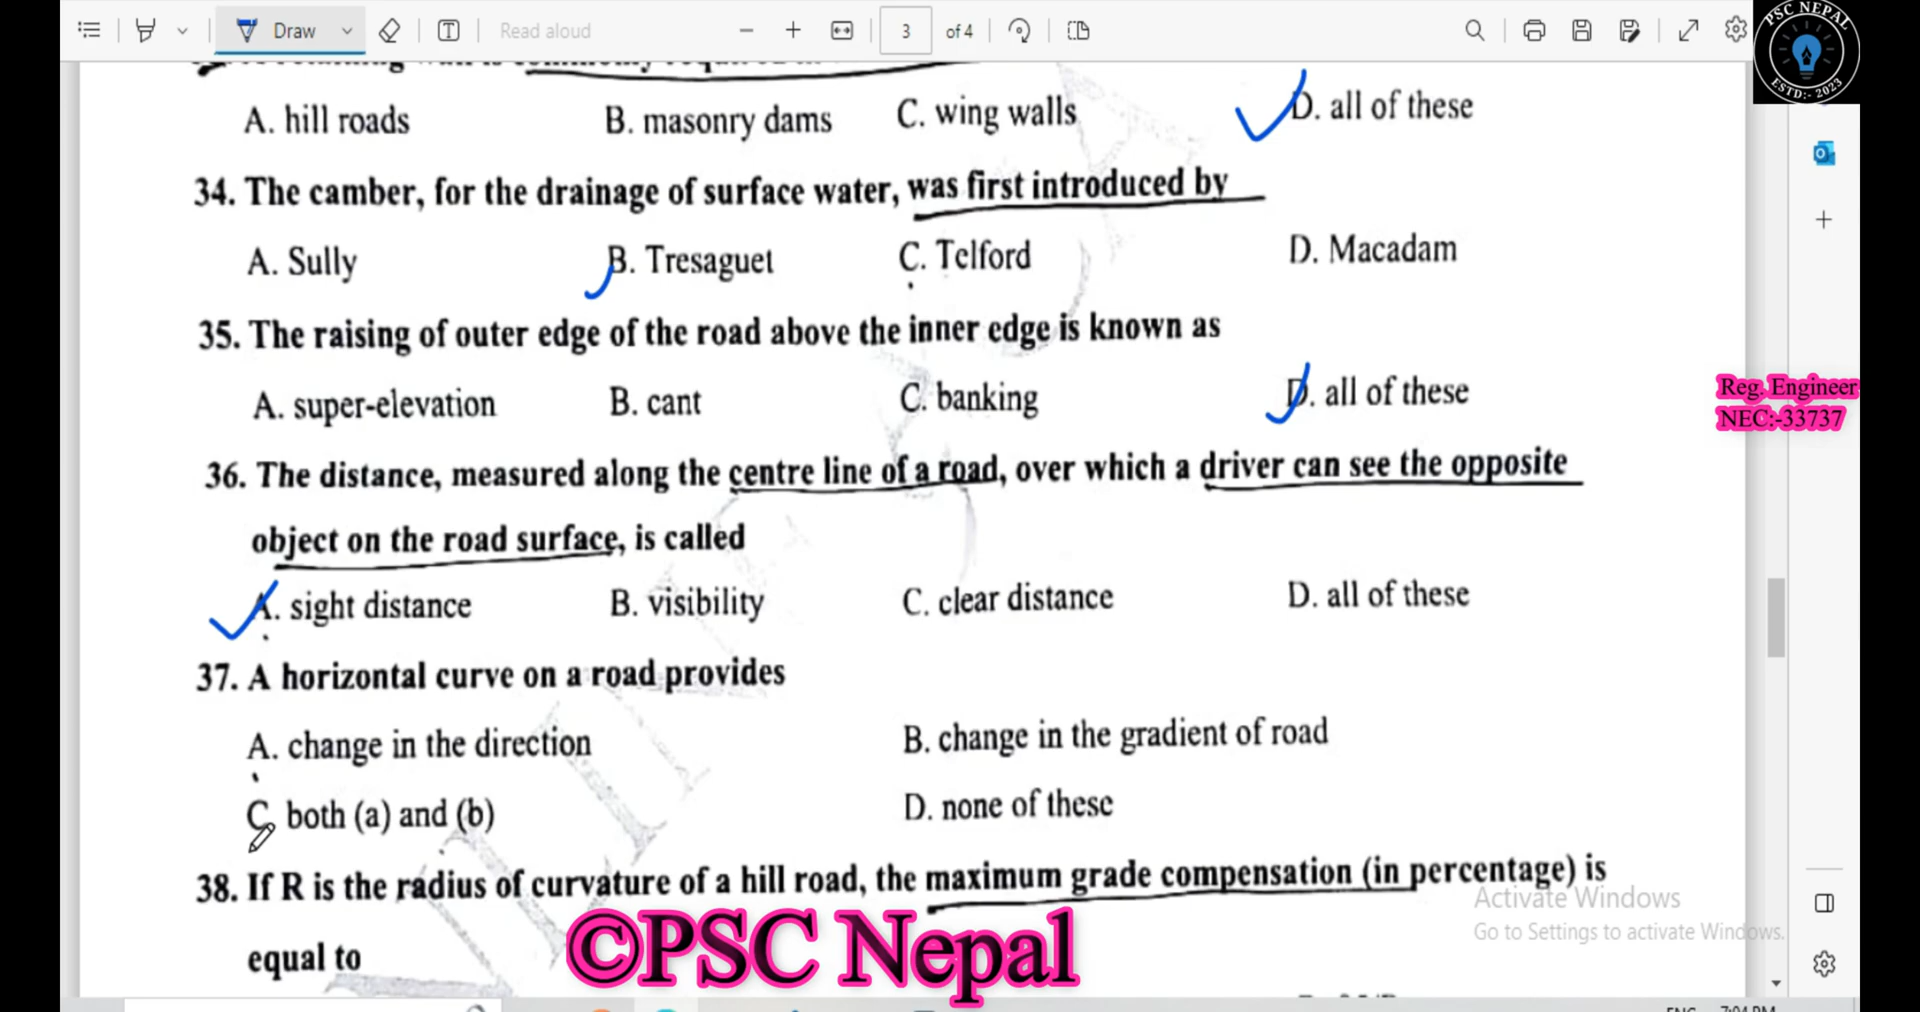 Draw
Read aloud
3 of 4
PSC NEPAL
ESTD:- 2023
A. hill roads B. masonry dams C. wing walls D. all of these
34. The camber, for the drainage of surface water, was first introduced by
A. Sully B. Tresaguet C. Telford D. Macadam
35. The raising of outer edge of the road above the inner edge is known as
A. super-elevation B. cant C. banking D. all of these
Reg. Engineer
NEC:-33737
36. The distance, measured along the centre line of a road, over which a driver can see the opposite
object on the road surface, is called
A. sight distance B. visibility C. clear distance D. all of these
37. A horizontal curve on a road provides
A. change in the direction B. change in the gradient of road
C. both (a) and (b) D. none of these
38. If R is the radius of curvature of a hill road, the maximum grade compensation (in percentage) is
equal to
Activate Windows
Go to Settings to activate Windows.
©PSC Nepal